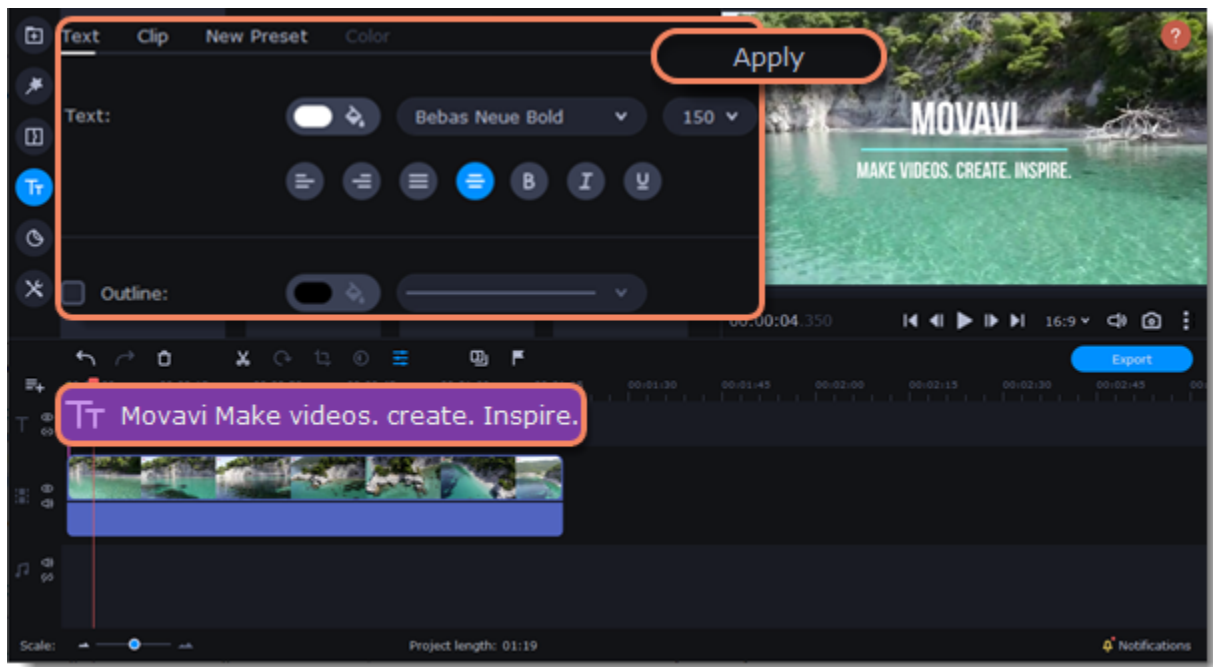 Text Clip New Preset Color
Apply
Text: Bebas Neue Bold 150
B I U
Outline:
MOVAVI
MAKE VIDEOS. CREATE. INSPIRE.
?
00:00:04.350 16:9
Export
00:01:30 00:01:45 00:02:00 00:02:15 00:02:30 00:02:45
Movavi Make videos. create. Inspire.
Scale: Project length: 01:19 Notifications